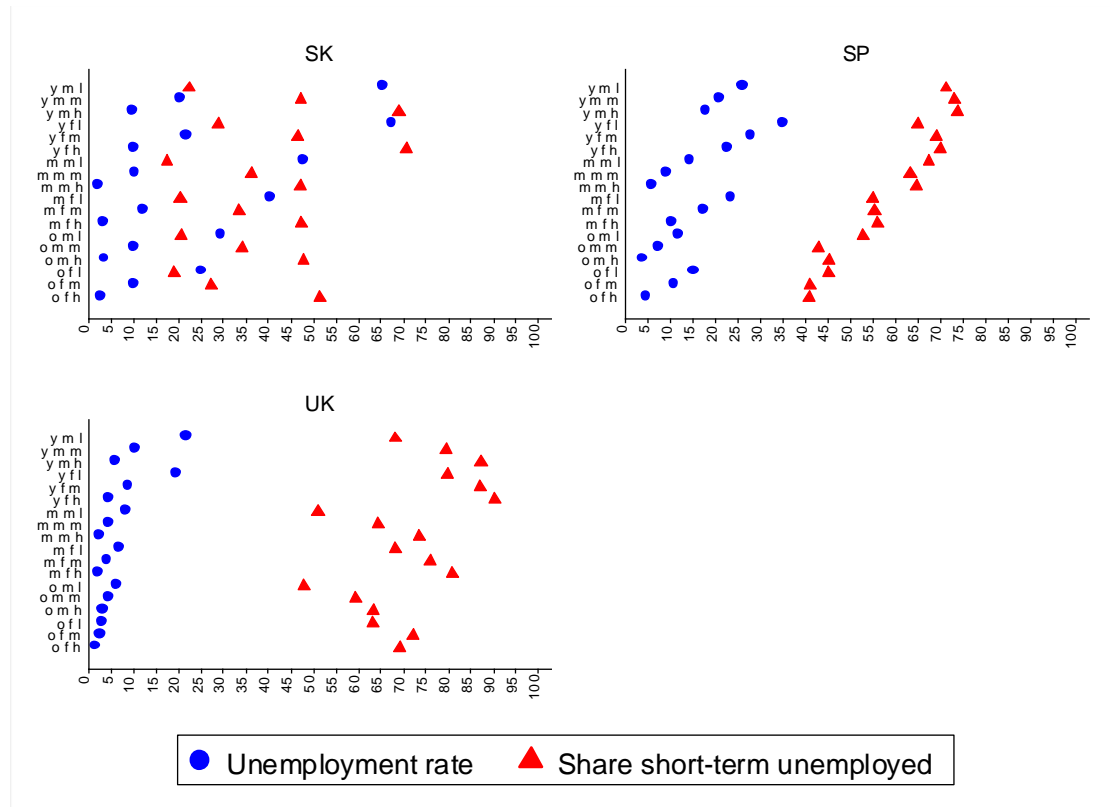 SK
y m l
y m m
y m h
y f l
y f m
y f h
m m l
m m m
m m h
m f l
m f m
m f h
o m l
o m m
o m h
o f l
o f m
o f h
0 5 10 15 20 25 30 35 40 45 50 55 60 65 70 75 80 85 90 95 100
SP
y m l
y m m
y m h
y f l
y f m
y f h
m m l
m m m
m m h
m f l
m f m
m f h
o m l
o m m
o m h
o f l
o f m
o f h
0 5 10 15 20 25 30 35 40 45 50 55 60 65 70 75 80 85 90 95 100
UK
y m l
y m m
y m h
y f l
y f m
y f h
m m l
m m m
m m h
m f l
m f m
m f h
o m l
o m m
o m h
o f l
o f m
o f h
0 5 10 15 20 25 30 35 40 45 50 55 60 65 70 75 80 85 90 95 100
Unemployment rate Share short-term unemployed